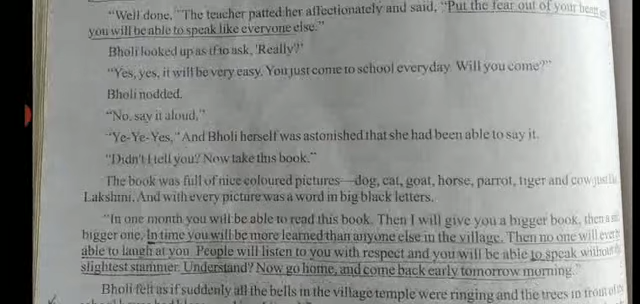 "Well done," The teacher patted her affectionately and said, "Put the fear out of your
you will be able to speak like everyone else."
Bholi looked up as if to ask, 'Really?'
"Yes, yes, it will be very easy. You just come to school everyday. Will you come?"
Bholi nodded.
"No, say it aloud,"
"Ye-Ye-Yes," And Bholi herself was astonished that she had been able to say it.
"Didn't I tell you? Now take this book."
The book was full of nice coloured pictures—dog, cat, goat, horse, parrot, tiger and cow just
Lakshmi. And with every picture was a word in big black letters.
"In one month you will be able to read this book. Then I will give you a bigger book, then a
bigger one, In time you will be more learned than anyone else in the village. Then no one will
able to laugh at you. People will listen to you with respect and you will be able to speak
slightest stammer. Understand? Now go home, and come back early tomorrow morning."
Bholi felt as if suddenly all the bells in the village temple were ringing and the trees in front of